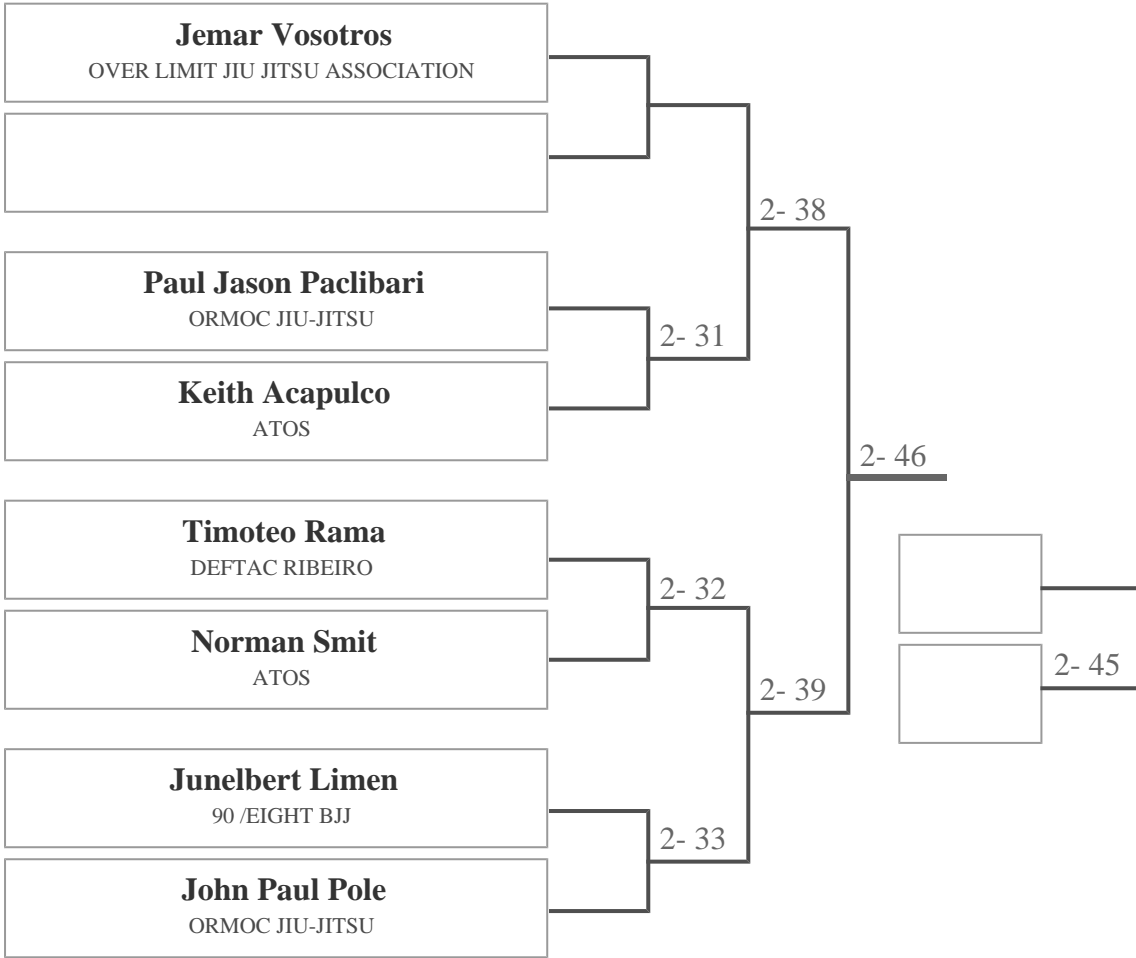 Jemar Vosotros
OVER LIMIT JIU JITSU ASSOCIATION
2- 38
Paul Jason Paclibari
ORMOC JIU-JITSU
2- 31
Keith Acapulco
ATOS
2- 46
Timoteo Rama
DEFTAC RIBEIRO
2- 32
Norman Smit
ATOS
2- 39
2- 45
Junelbert Limen
90 /EIGHT BJJ
2- 33
John Paul Pole
ORMOC JIU-JITSU